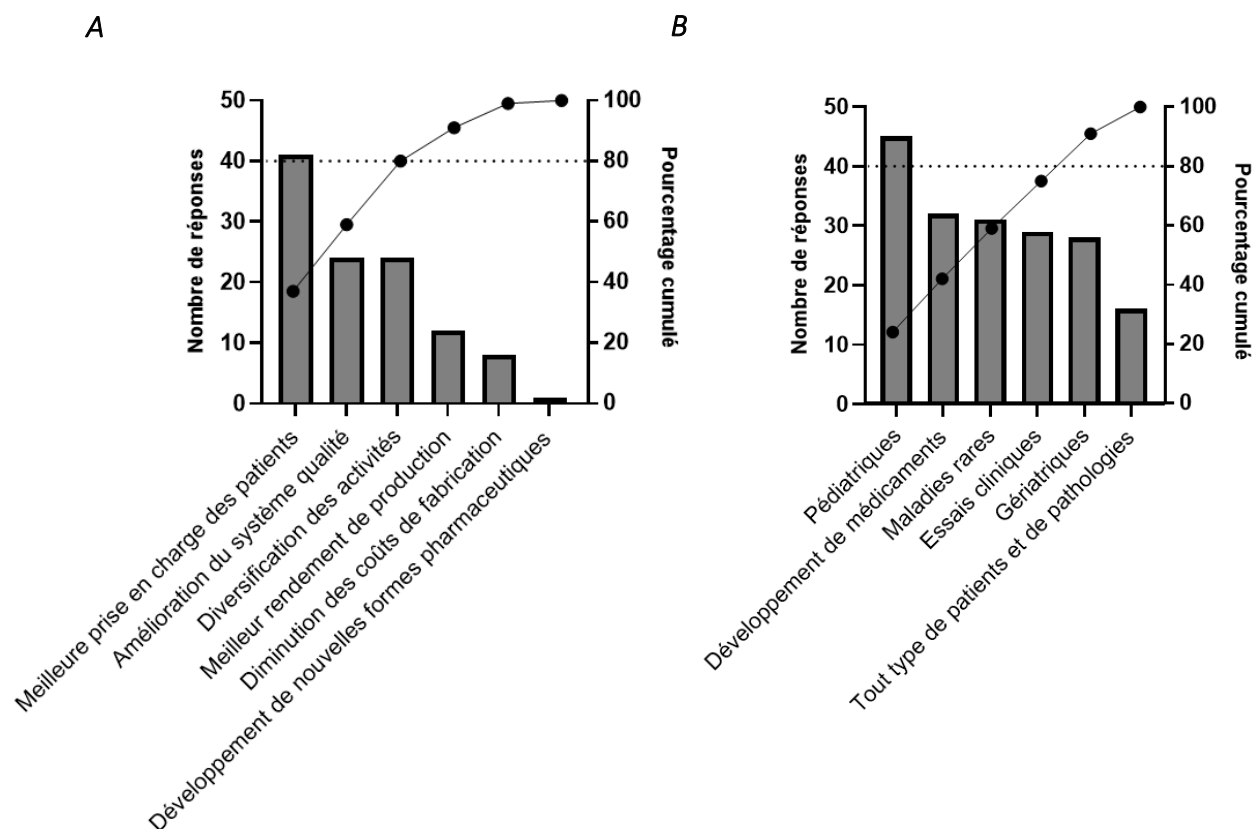 A
Nombre de réponses
50
40
30
20
10
0
100
80
60
40
20
0
Pourcentage cumulé
Meilleure prise en charge des patients
Amélioration du système qualité
Diversification des activités
Meilleur rendement de production
Diminution des coûts de fabrication
Développement de nouvelles formes pharmaceutiques
B
Nombre de réponses
50
40
30
20
10
0
100
80
60
40
20
0
Pourcentage cumulé
Pédiatriques
Développement de médicaments
Maladies rares
Essais cliniques
Gériatriques
Tout type de patients et de pathologies